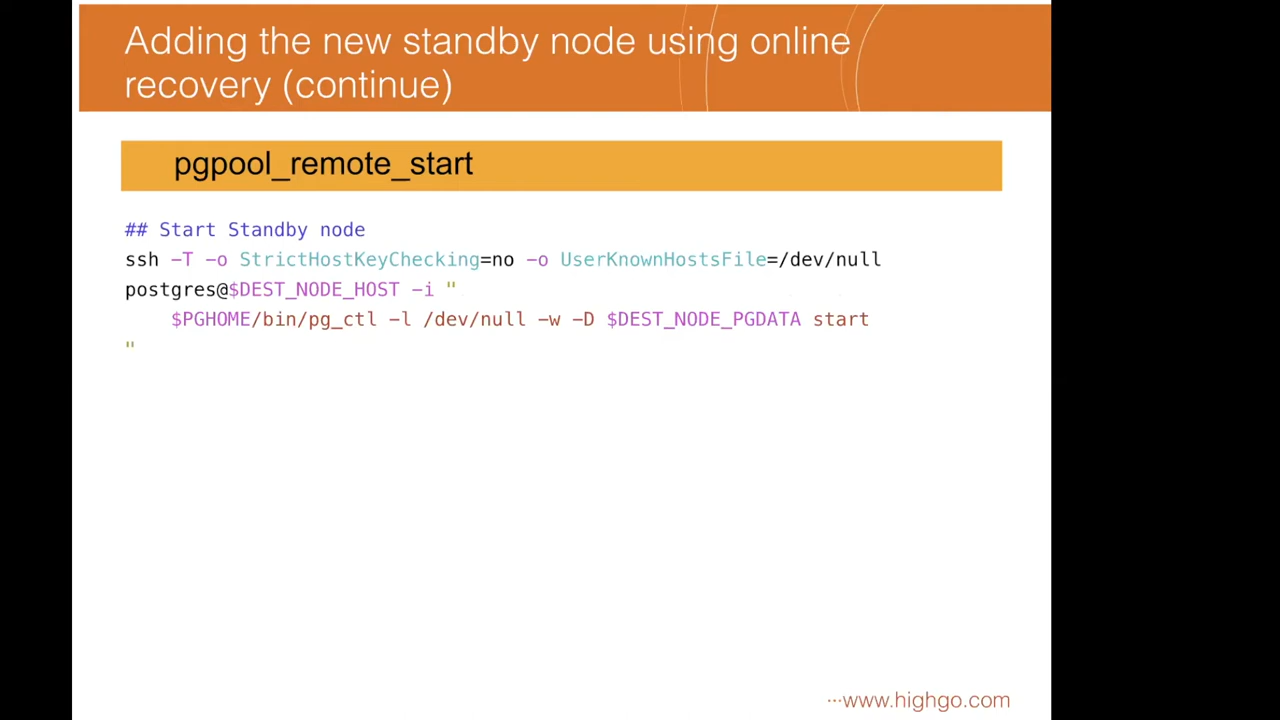 Adding the new standby node using online
recovery (continue)
pgpool_remote_start
## Start Standby node
ssh -T -o StrictHostKeyChecking=no -o UserKnownHostsFile=/dev/null
postgres@$DEST_NODE_HOST -i "
$PGHOME/bin/pg_ctl -l /dev/null -w -D $DEST_NODE_PGDATA start
"
···www.highgo.com